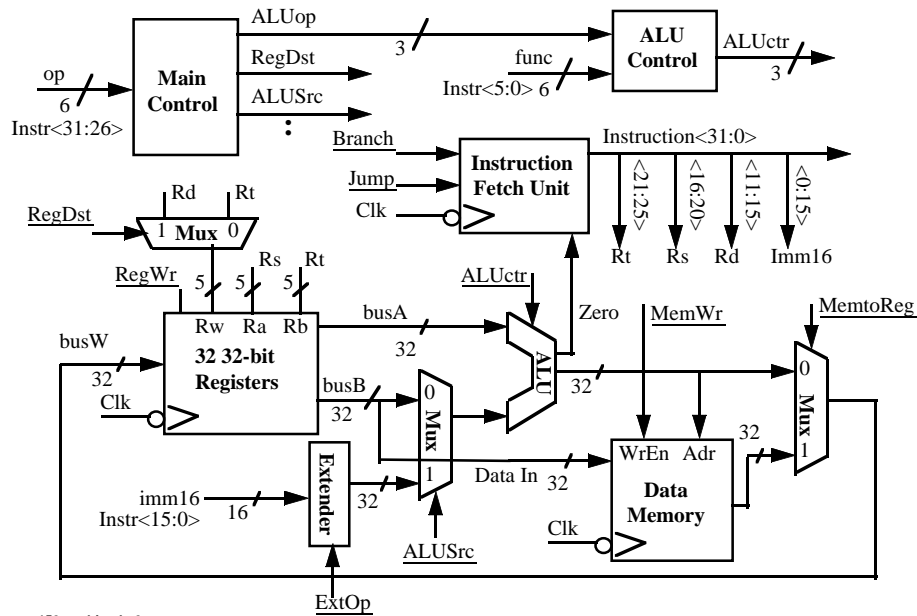 ALUop
ALU
Control
ALUctr
3
RegDst
func
3
op
Main
Control
6
Instr<5:0>
6
ALUSrc
Instr<31:26>
Instruction<31:0>
Branch
Instruction
Fetch Unit
<21:25>
<16:20>
<11:15>
<0:15>
Jump
Rd
Rt
Clk
RegDst
1
Mux
0
Rt
Rs
Rd
Imm16
Rs
Rt
RegWr
5
5
5
ALUctr
Zero
MemWr
MemtoReg
Rw
Ra
Rb
busA
busW
32
32 32-bit
Registers
32
ALU
32
0
Mux
1
busB
32
0
Mux
1
Clk
WrEn
Adr
32
Data In
32
Data
Memory
Extender
32
imm16
16
Instr<15:0>
Clk
ALUSrc
ExtOp